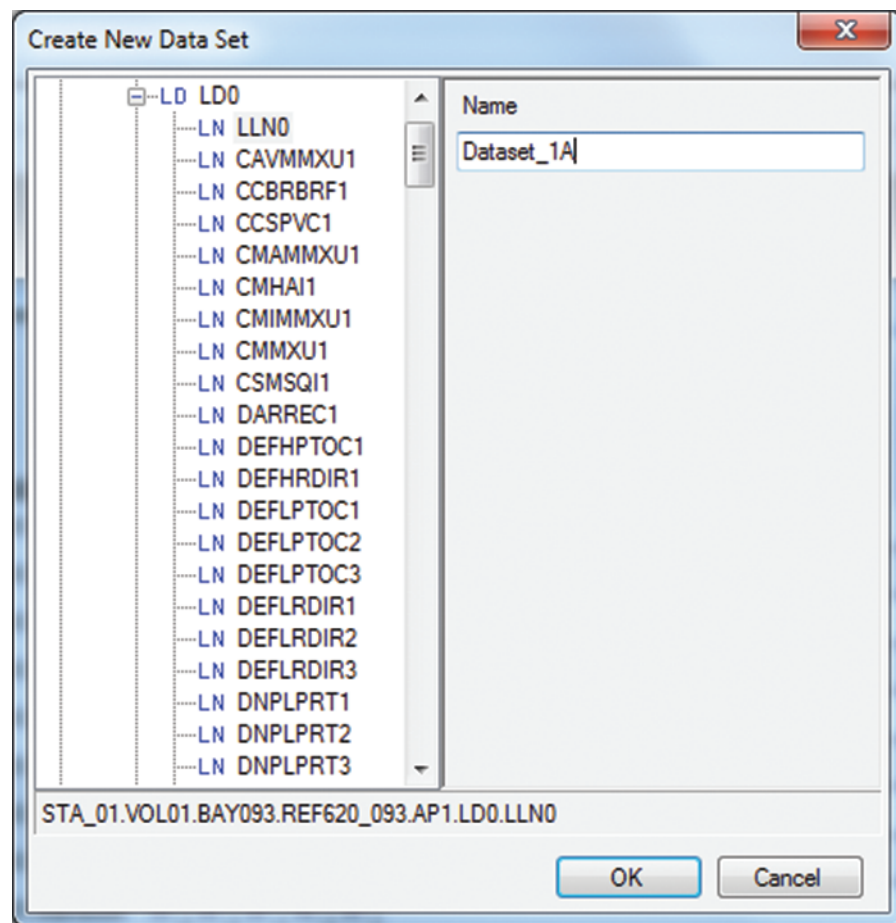 Create New Data Set
LD LD0
LN LLN0
LN CAVMMXU1
LN CCBRBRF1
LN CCSPVC1
LN CMAMMXU1
LN CMHAI1
LN CMIMMXU1
LN CMMXU1
LN CSMSQI1
LN DARREC1
LN DEFHPTOC1
LN DEFHRDIR1
LN DEFLPTOC1
LN DEFLPTOC2
LN DEFLPTOC3
LN DEFLRDIR1
LN DEFLRDIR2
LN DEFLRDIR3
LN DNPLPRT1
LN DNPLPRT2
LN DNPLPRT3
Name
Dataset_1A
STA_01.VOL01.BAY093.REF620_093.AP1.LD0.LLN0
OK Cancel